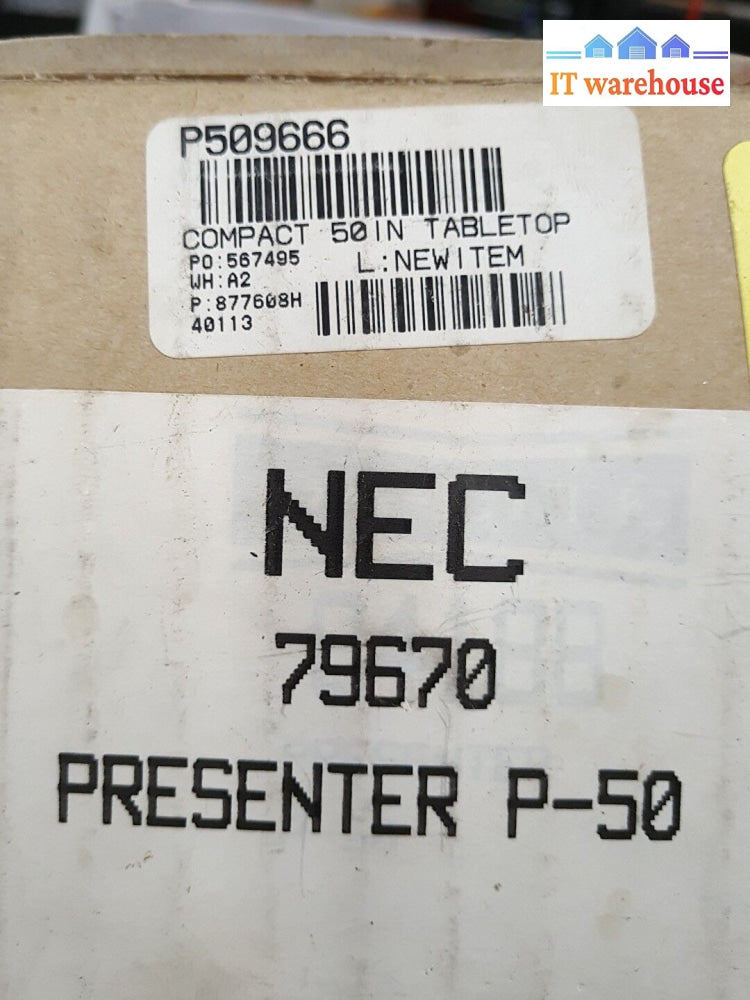 IT warehouse
P509666
COMPACT 50IN TABLETOP
PO:567495
L:NEWITEM
WH:A2
P:877608H
40113
NEC
79670
PRESENTER P-50